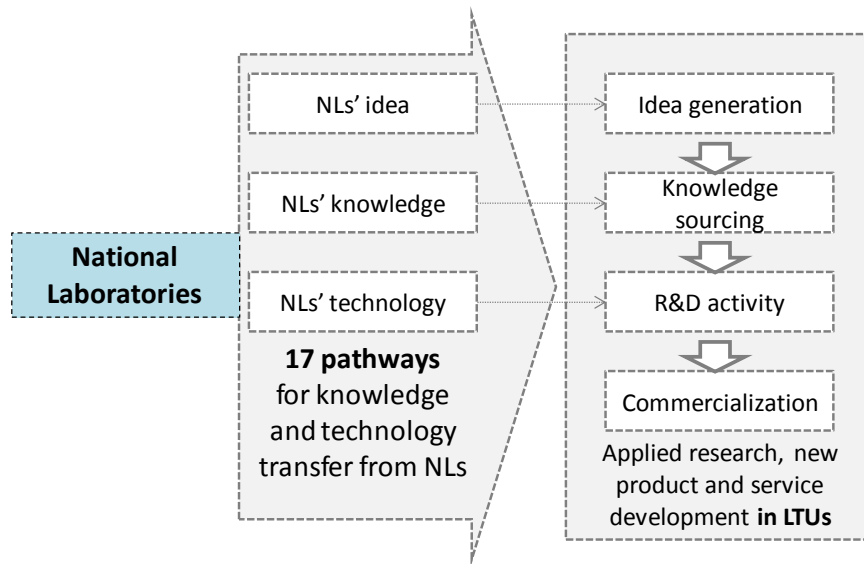 National
Laboratories
NLs' idea
NLs' knowledge
NLs' technology
17 pathways
for knowledge
and technology
transfer from NLs
Idea generation
Knowledge
sourcing
R&D activity
Commercialization
Applied research, new
product and service
development in LTUs